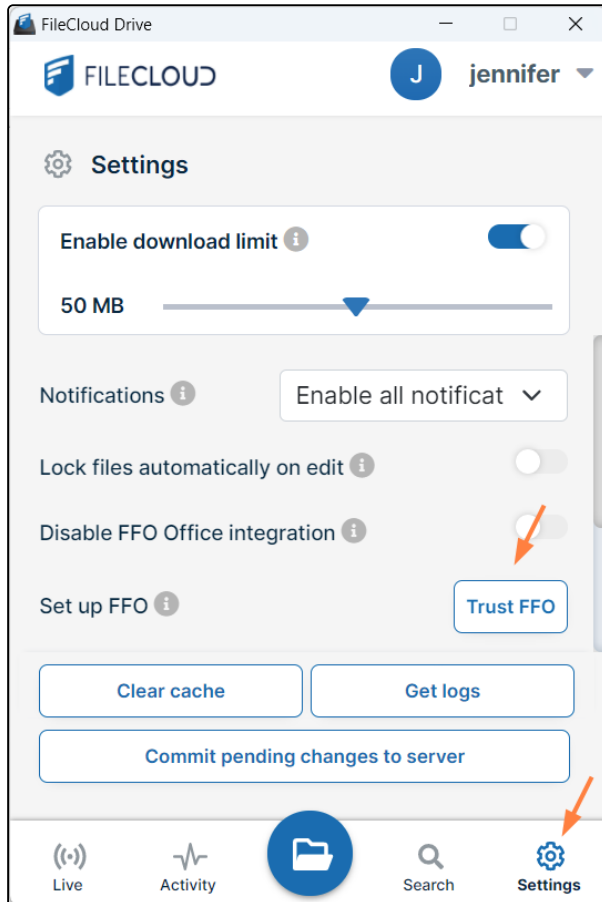 FileCloud Drive
FILECLOUD
J
jennifer
Settings
Enable download limit
50 MB
Notifications
Enable all notificat
Lock files automatically on edit
Disable FFO Office integration
Set up FFO
Trust FFO
Clear cache
Get logs
Commit pending changes to server
Live
Activity
Search
Settings